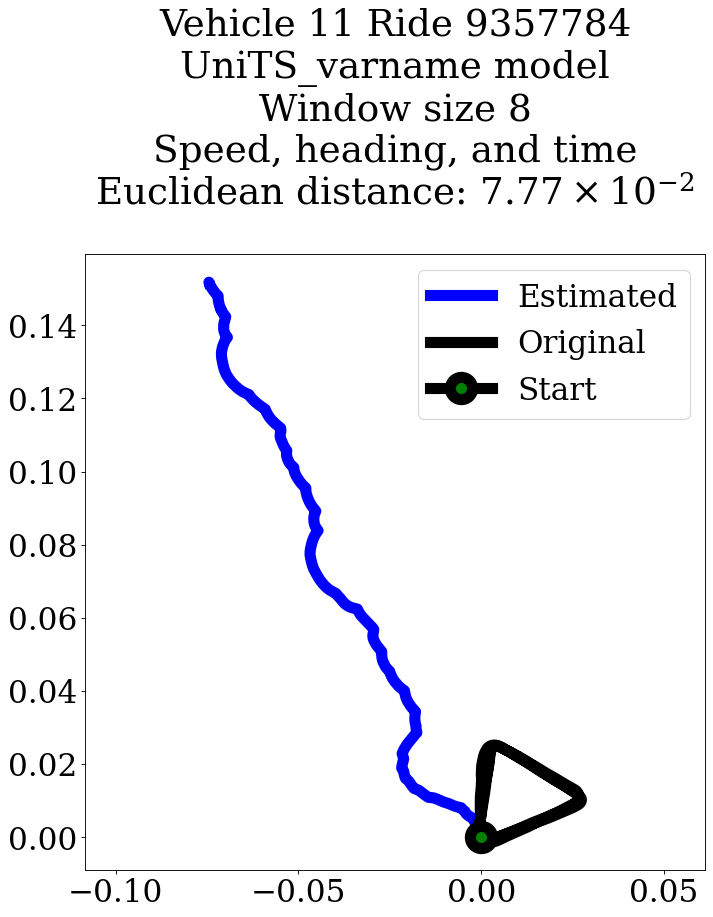 Vehicle 11 Ride 9357784
UniTS_varname model
Window size 8
Speed, heading, and time
Euclidean distance: 7.77 × 10⁻²
Estimated
Original
Start
0.14
0.12
0.10
0.08
0.06
0.04
0.02
0.00
−0.10 −0.05 0.00 0.05